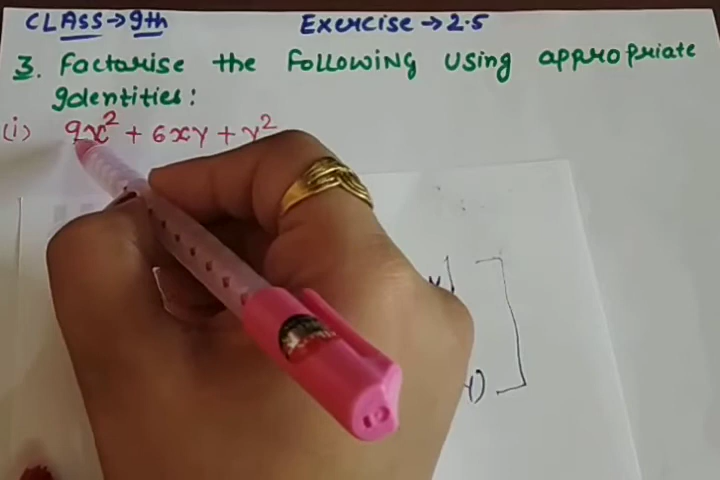 CLASS→9th Exercise→2.5
3. Factorise the Following using appropriate
Identities:
(i) 9x² + 6xy + y²
y)